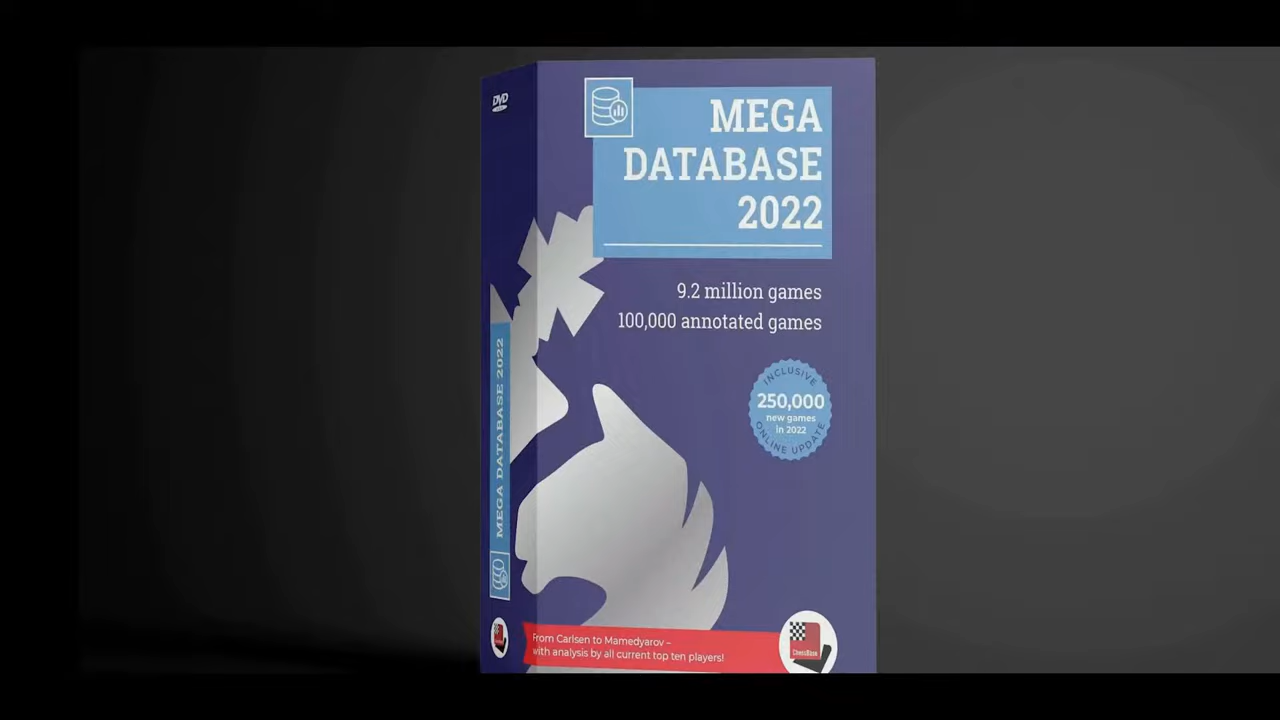 DVD
MEGA
DATABASE
2022
9.2 million games
100,000 annotated games
INCLUSIVE
250,000
new games
in 2022
ONLINE UPDATE
MEGA DATABASE 2022
From Carlsen to Mamedyarov –
with analysis by all current top ten players!
ChessBase